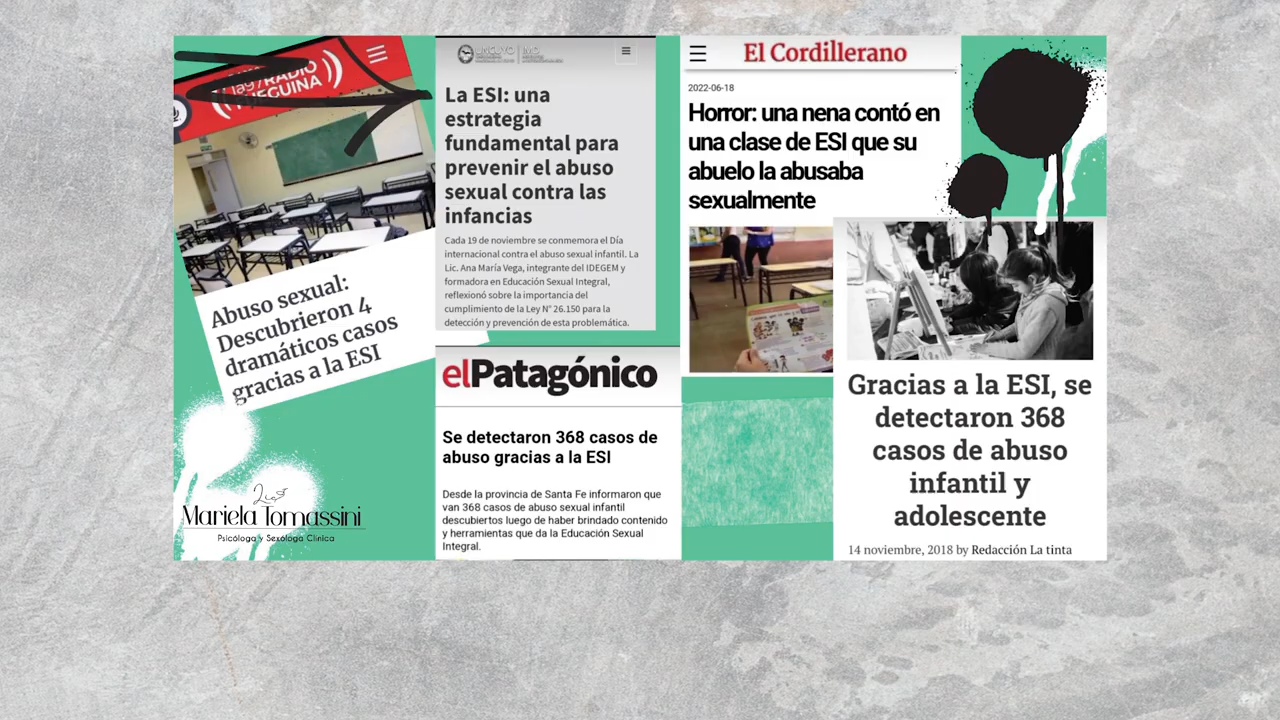 RADIO
FUEGUINA
Abuso sexual:
Descubrieron 4
dramáticos casos
gracias a la ESI
Mariela Tomassini
Psicóloga y Sexóloga Clínica
UNCUYO
La ESI: una
estrategia
fundamental para
prevenir el abuso
sexual contra las
infancias
Cada 19 de noviembre se conmemora el Día
internacional contra el abuso sexual infantil. La
Lic. Ana María Vega, integrante del IDEGEM y
formadora en Educación Sexual Integral,
reflexionó sobre la importancia del
cumplimiento de la Ley N° 26.150 para la
detección y prevención de esta problemática.
elPatagónico
Se detectaron 368 casos de
abuso gracias a la ESI
Desde la provincia de Santa Fe informaron que
van 368 casos de abuso sexual infantil
descubiertos luego de haber brindado contenido
y herramientas que da la Educación Sexual
Integral.
El Cordillerano
2022-06-18
Horror: una nena contó en
una clase de ESI que su
abuelo la abusaba
sexualmente
Gracias a la ESI, se
detectaron 368
casos de abuso
infantil y
adolescente
14 noviembre, 2018 by Redacción La tinta